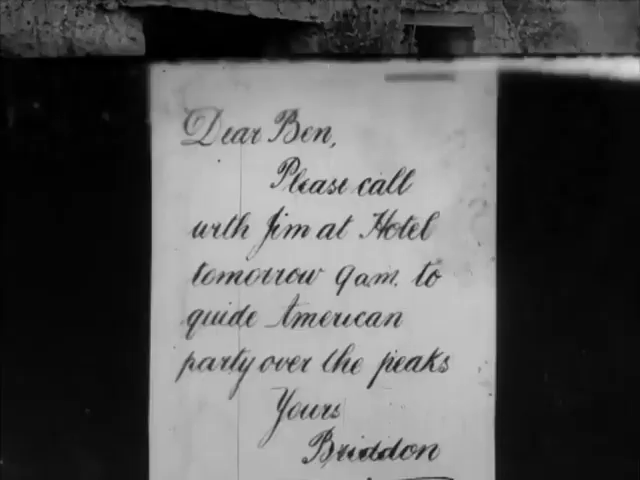 Dear Ben,
Please call
with Jim at Hotel
tomorrow 9am. to
guide American
party over the peaks
Yours
Briddon